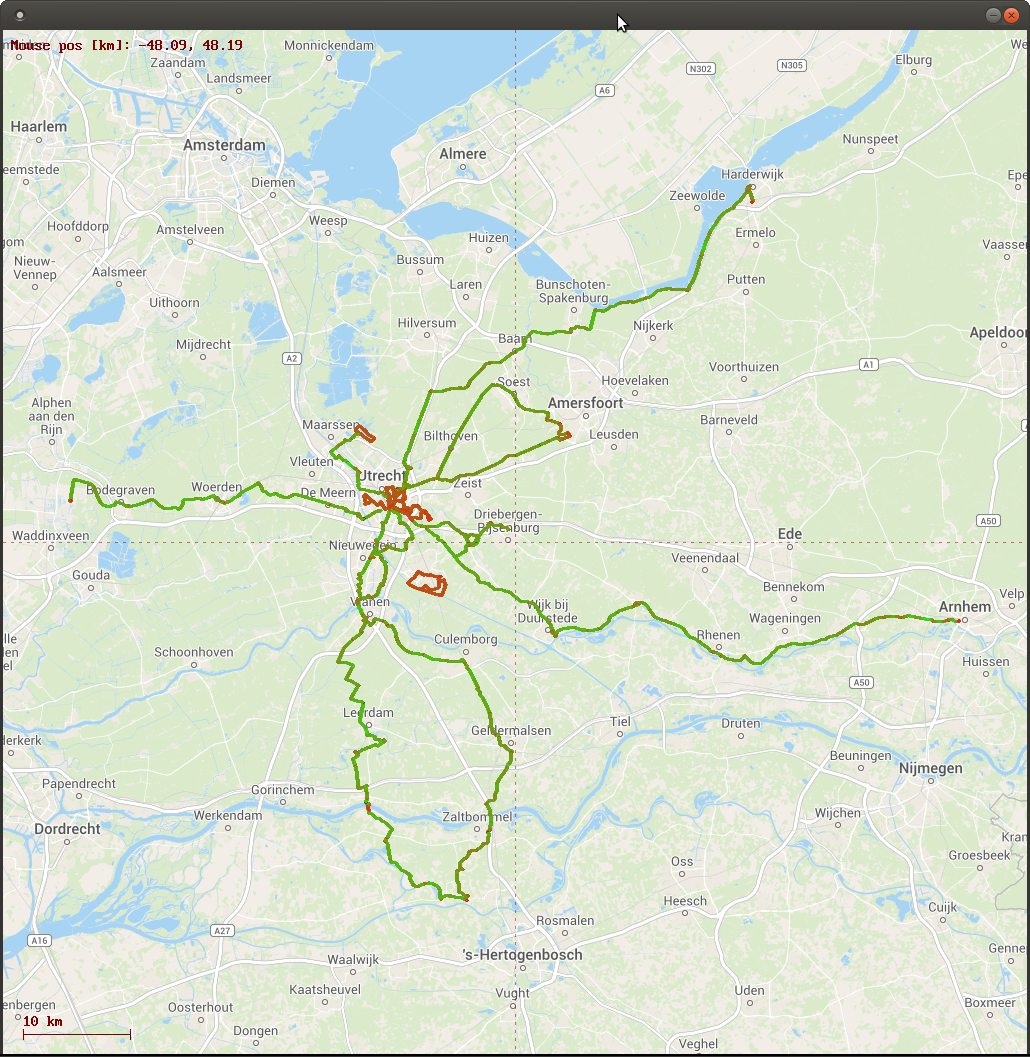 Mouse pos [km]: -48.09, 48.19
Monnickendam
Zaandam
Landsmeer
N302
N305
Elburg
A6
Haarlem
Amsterdam
Almere
Nunspeet
eemstede
Diemen
Harderwijk
Zeewolde
Epe
Hoofddorp
Amstelveen
Weesp
Huizen
Ermelo
gom
Vaasser
Nieuw-
Vennep
Aalsmeer
Bussum
Laren
Bunschoten-
Spakenburg
Putten
Uithoorn
Hilversum
Nijkerk
Baarn
Apeldoor
Mijdrecht
A2
A1
Voorthuizen
Soest
Hoevelaken
Alphen
aan den
Rijn
Amersfoort
Barneveld
Maarssen
Bilthoven
Leusden
Vleuten
Utrecht
Zeist
Bodegraven
Woerden
De Meern
Driebergen-
Rijsenburg
A50
Waddinxveen
Ede
Nieuwegein
Veenendaal
Gouda
Bennekom
Velp
Vianen
Wijk bij
Duurstede
Arnhem
Wageningen
lle
len
el
Culemborg
Rhenen
Schoonhoven
Huissen
A50
Leerdam
Tiel
Druten
Geldermalsen
derkerk
Beuningen
Nijmegen
Papendrecht
Gorinchem
Werkendam
Zaltbommel
Wijchen
Dordrecht
Kran
Groesbeek
Oss
Heesch
Cuijk
Rosmalen
A27
A16
Waalwijk
's-Hertogenbosch
Genne
Kaatsheuvel
Vught
Uden
enbergen
Oosterhout
Boxmeer
10 km
Dongen
Veghel